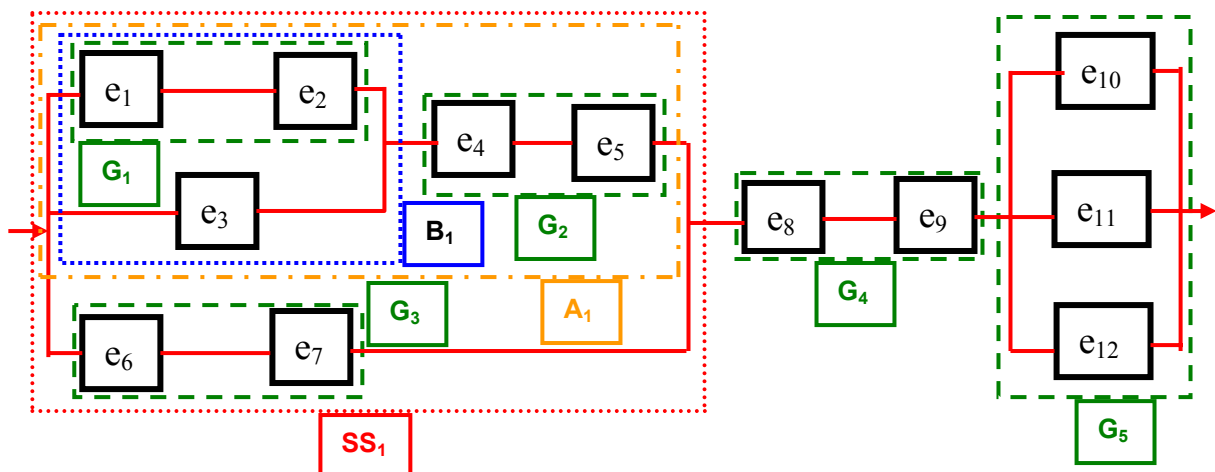 e₁
e₂
e₁₀
e₄
e₅
G₁
e₃
e₁₁
B₁
G₂
e₈
e₉
G₃
A₁
G₄
e₆
e₇
e₁₂
SS₁
G₅